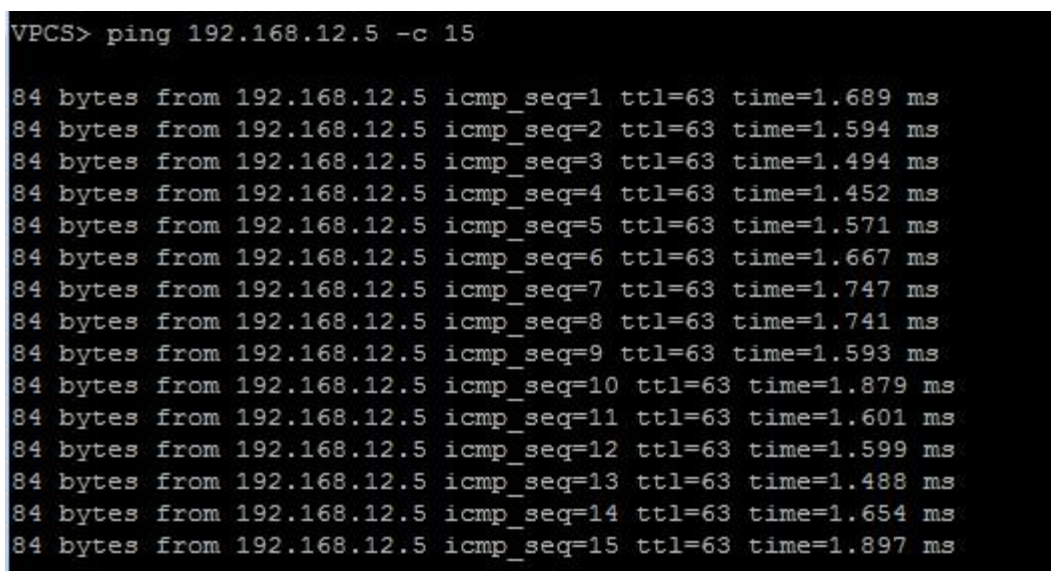 VPCS> ping 192.168.12.5 -c 15
84 bytes from 192.168.12.5 icmp_seq=1 ttl=63 time=1.689 ms
84 bytes from 192.168.12.5 icmp_seq=2 ttl=63 time=1.594 ms
84 bytes from 192.168.12.5 icmp_seq=3 ttl=63 time=1.494 ms
84 bytes from 192.168.12.5 icmp_seq=4 ttl=63 time=1.452 ms
84 bytes from 192.168.12.5 icmp_seq=5 ttl=63 time=1.571 ms
84 bytes from 192.168.12.5 icmp_seq=6 ttl=63 time=1.667 ms
84 bytes from 192.168.12.5 icmp_seq=7 ttl=63 time=1.747 ms
84 bytes from 192.168.12.5 icmp_seq=8 ttl=63 time=1.741 ms
84 bytes from 192.168.12.5 icmp_seq=9 ttl=63 time=1.593 ms
84 bytes from 192.168.12.5 icmp_seq=10 ttl=63 time=1.879 ms
84 bytes from 192.168.12.5 icmp_seq=11 ttl=63 time=1.601 ms
84 bytes from 192.168.12.5 icmp_seq=12 ttl=63 time=1.599 ms
84 bytes from 192.168.12.5 icmp_seq=13 ttl=63 time=1.488 ms
84 bytes from 192.168.12.5 icmp_seq=14 ttl=63 time=1.654 ms
84 bytes from 192.168.12.5 icmp_seq=15 ttl=63 time=1.897 ms